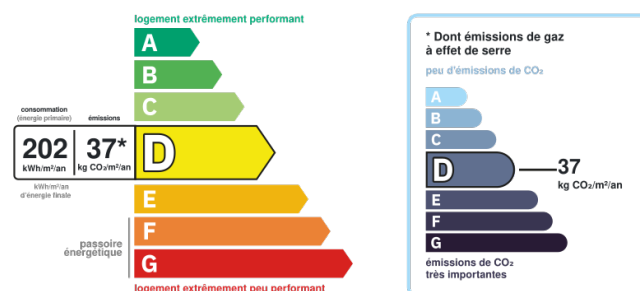 logement extrêmement performant
A
B
C
consommation
(énergie primaire)
émissions
202
kWh/m²/an
37*
kg CO₂/m²/an
D
kWh/m²/an
d'énergie finale
E
F
G
passoire
énergétique
logement extrêmement peu performant
* Dont émissions de gaz
à effet de serre
peu d'émissions de CO₂
A
B
C
D
37
kg CO₂/m²/an
E
F
G
émissions de CO₂
très importantes